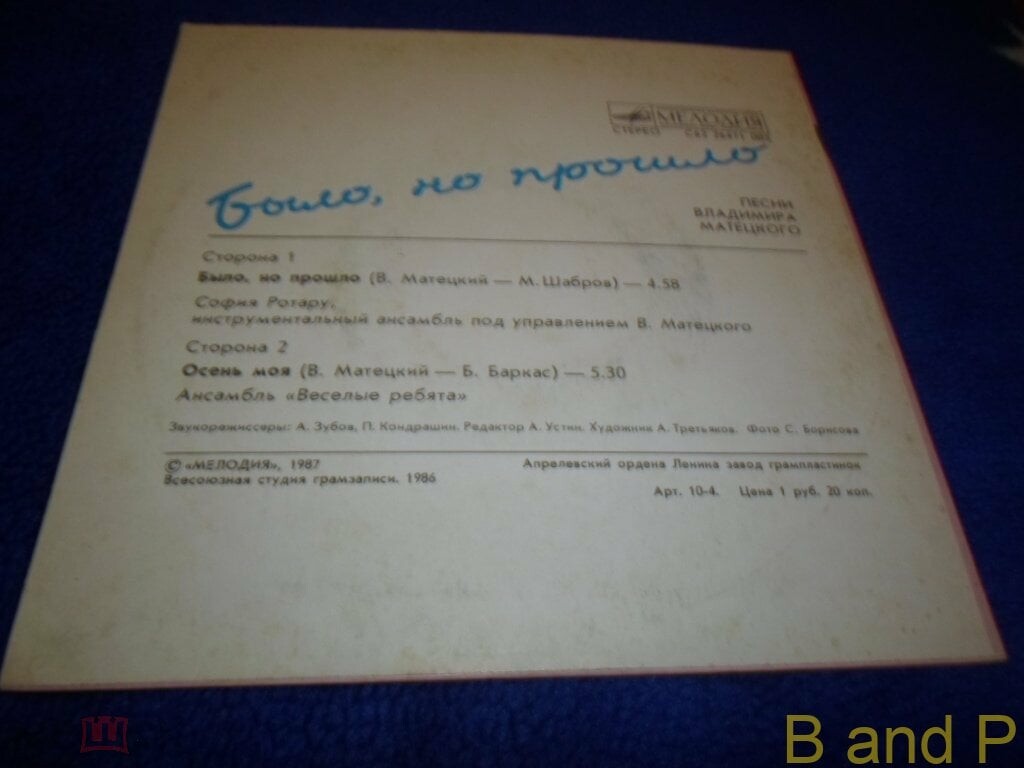 МЕЛОДИЯ
СТЕРЕО
Было, но прошло
ПЕСНИ
ВЛАДИМИРА
МАТЕЦКОГО
Сторона 1
Было, но прошло (В. Матецкий — М. Шабров) — 4.58
София Ротару,
инструментальный ансамбль под управлением В. Матецкого
Сторона 2
Осень моя (В. Матецкий — Б. Баркас) — 5.30
Ансамбль «Веселые ребята»
Звукорежиссеры: А. Зубов, П. Кондрашин. Редактор А. Устин. Художник А. Третьяков. Фото С. Борисова
© «МЕЛОДИЯ», 1987 Апрелевский ордена Ленина завод грампластинок
Всесоюзная студия грамзаписи. 1986
Арт. 10-4. Цена 1 руб. 20 коп.
B and P